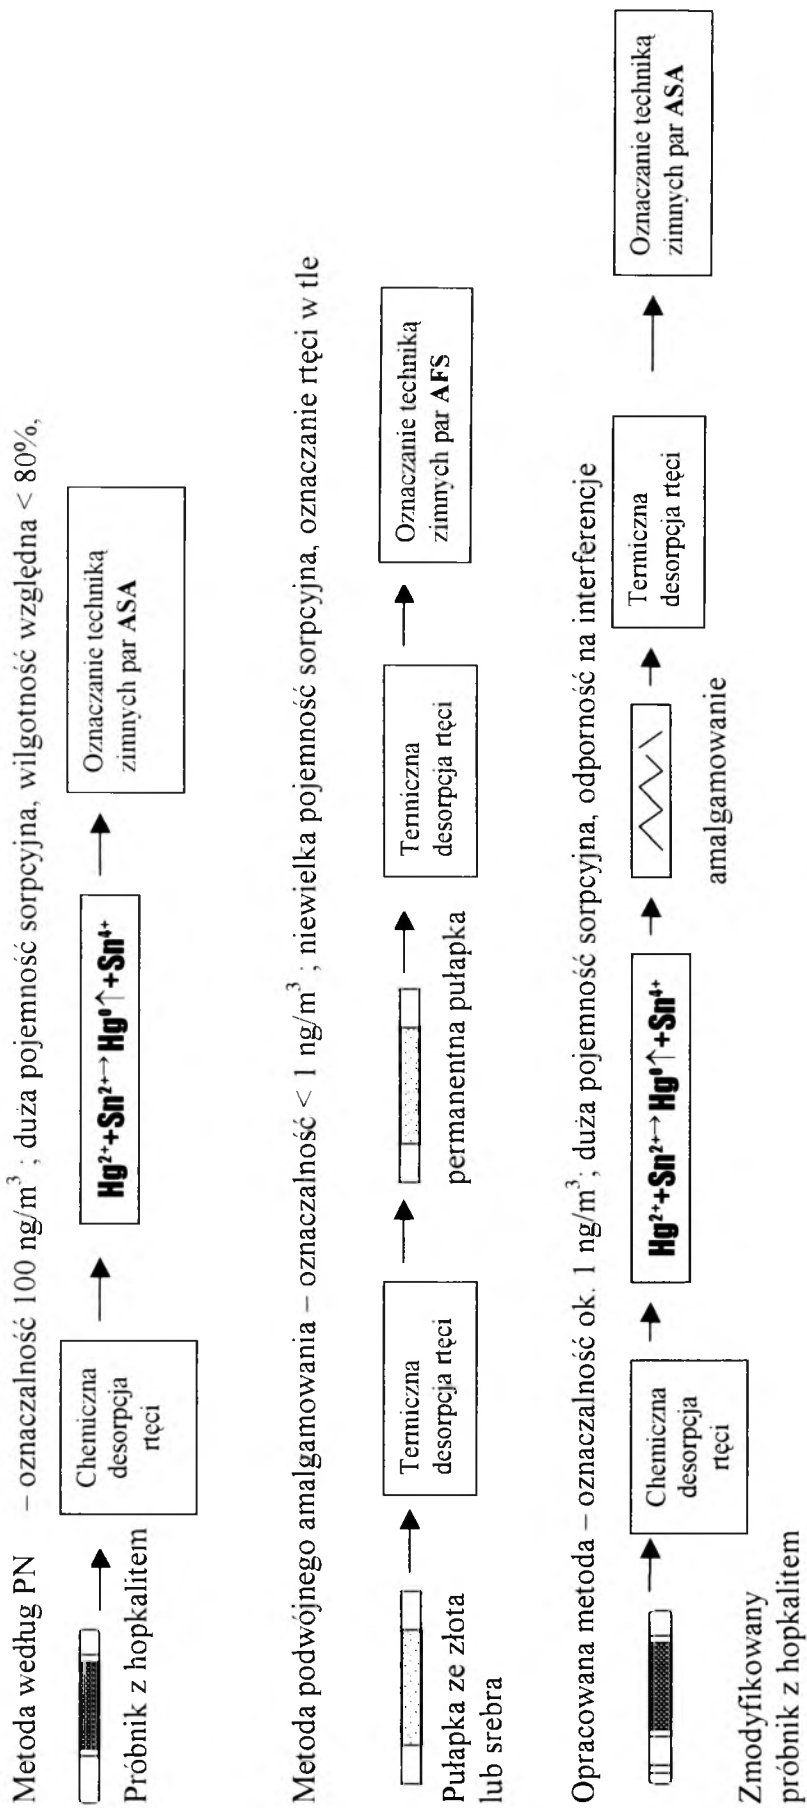 Metoda według PN – oznaczalność 100 ng/m³ ; duża pojemność sorpcyjna, wilgotność względna < 80%,
Próbnik z hopkalitem
Chemiczna
desorpcja
rtęci
Hg²⁺+Sn²⁺→ Hg⁰↑+Sn⁴⁺
Oznaczanie techniką
zimnych par ASA
Metoda podwójnego amalgamowania – oznaczalność < 1 ng/m³ ; niewielka pojemność sorpcyjna, oznaczanie rtęci w tle
Pułapka ze złota
lub srebra
Termiczna
desorpcja rtęci
permanentna pułapka
Termiczna
desorpcja rtęci
Oznaczanie techniką
zimnych par AFS
Opracowana metoda – oznaczalność ok. 1 ng/m³; duża pojemność sorpcyjna, odporność na interferencje
Zmodyfikowany
próbnik z hopkalitem
Chemiczna
desorpcja
rtęci
Hg²⁺+Sn²⁺→ Hg⁰↑+Sn⁴⁺
amalgamowanie
Termiczna
desorpcja rtęci
Oznaczanie techniką
zimnych par ASA